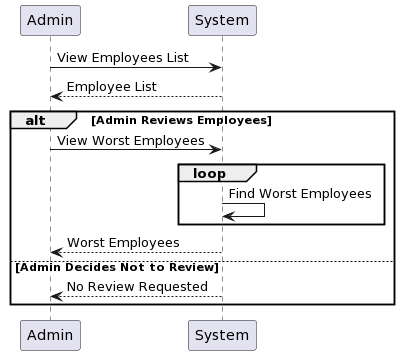 Admin System
View Employees List
Employee List
alt [Admin Reviews Employees]
View Worst Employees
loop
Find Worst Employees
Worst Employees
[Admin Decides Not to Review]
No Review Requested
Admin System